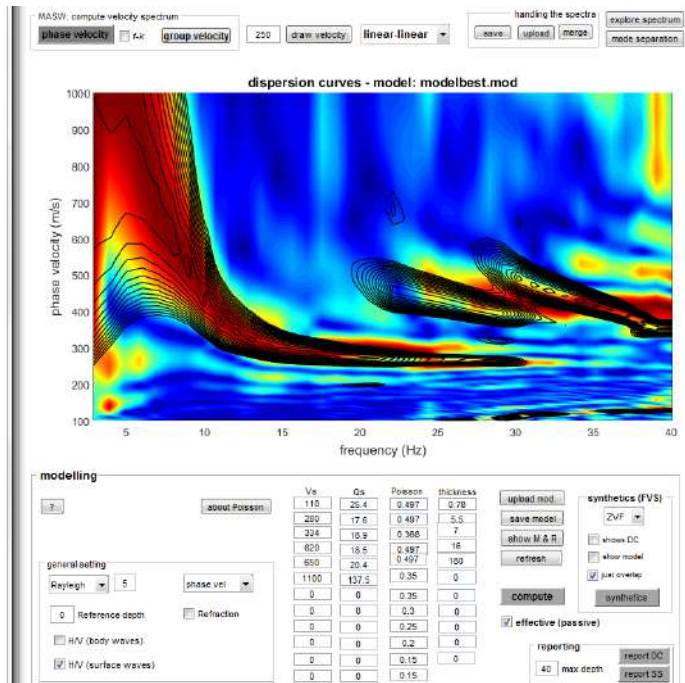 MASW: compute velocity spectrum
phase velocity
f-k
group velocity
250
draw velocity
linear-linear
handing the spectra
save
upload
merge
explore spectrum
mode separation
dispersion curves - model: modelbest.mod
phase velocity (m/s)
1000
900
800
700
600
500
400
300
200
100
5 10 15 20 25 30 35 40
frequency (Hz)
modelling
?
about Poisson
general setting
Rayleigh
5
phase vel
0 Reference depth
Refraction
H/V (body waves)
H/V (surface waves)
Vs Qs Poisson thickness
110 25.4 0.497 0.78
280 17.6 0.497 5.5
334 18.9 0.368 7
620 18.5 0.497 16
650 20.4 0.497 160
1100 137.5 0.35 0
0 0 0.35 0
0 0 0.3 0
0 0 0.25 0
0 0 0.2 0
0 0 0.15 0
0 0 0.15
upload mod.
save model
show M & R
refresh
compute
effective (passive)
synthetics (FVS)
ZVF
shows DC
show model
just overlap
synthetics
reporting
40 max depth
report DC
report SS